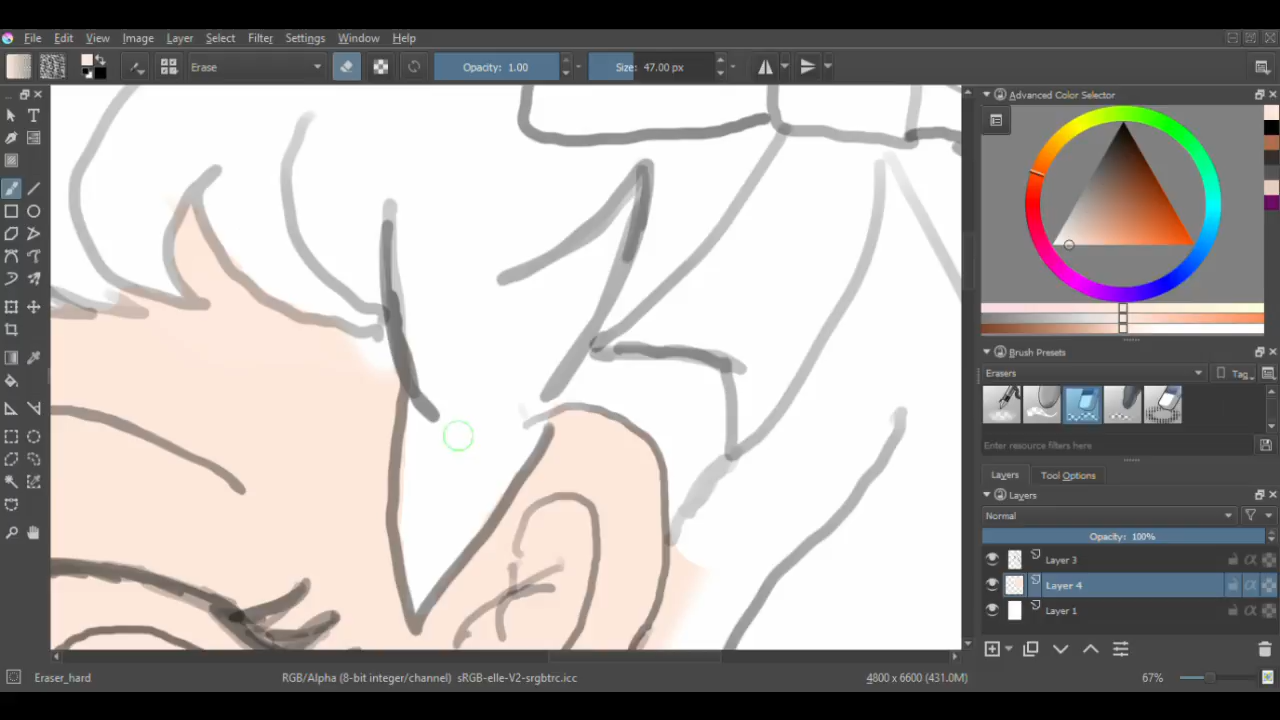 File Edit View Image Layer Select Filter Settings Window Help
Erase Opacity: 1.00 Size: 47.00 px
Advanced Color Selector
Brush Presets
Erasers Tag
Enter resource filters here
Layers Tool Options
Layers
Normal
Opacity: 100%
Layer 3
Layer 4
Layer 1
Eraser_hard RGB/Alpha (8-bit integer/channel) sRGB-elle-V2-srgbtrc.icc 4800 x 6600 (431.0M) 67%